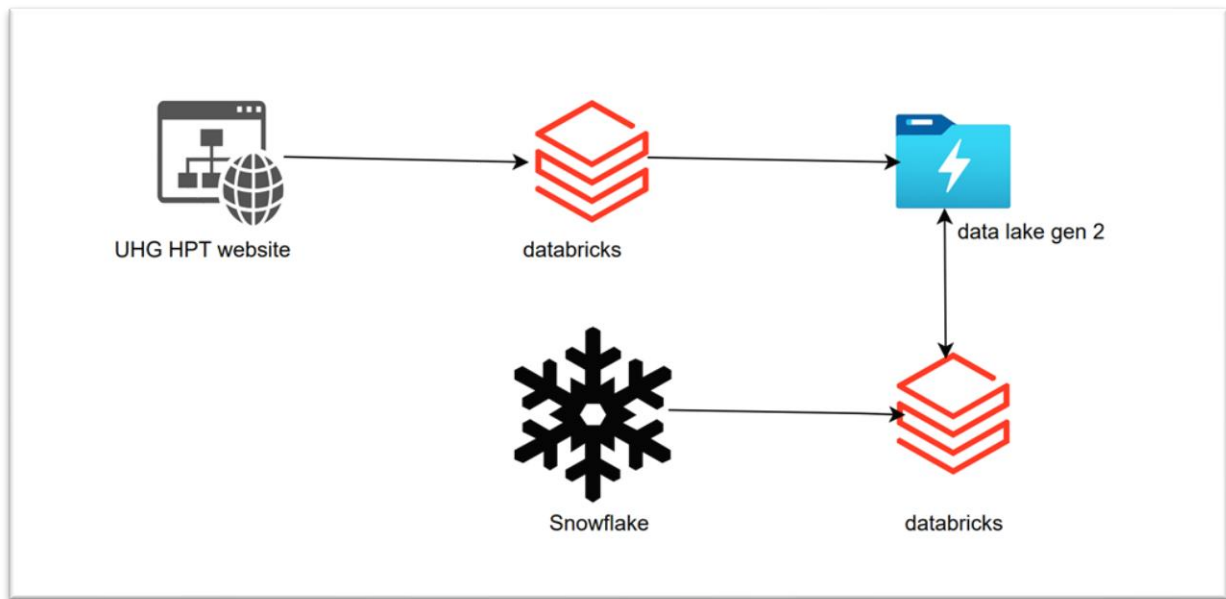 UHG HPT website
databricks
data lake gen 2
Snowflake
databricks